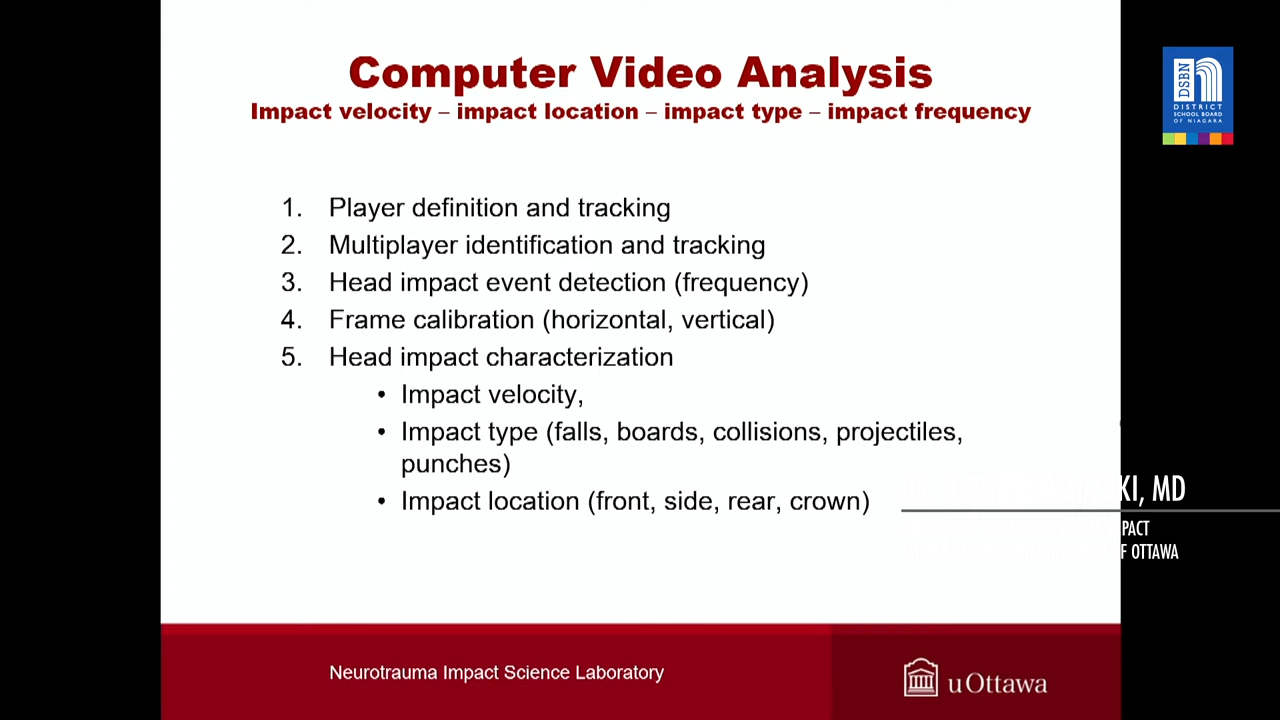 Computer Video Analysis
Impact velocity – impact location – impact type – impact frequency
1. Player definition and tracking
2. Multiplayer identification and tracking
3. Head impact event detection (frequency)
4. Frame calibration (horizontal, vertical)
5. Head impact characterization
• Impact velocity,
• Impact type (falls, boards, collisions, projectiles,
punches)
• Impact location (front, side, rear, crown)
Neurotrauma Impact Science Laboratory
uOttawa
DSBN
DISTRICT
SCHOOL BOARD
OF NIAGARA
KI, MD
PACT
OTTAWA